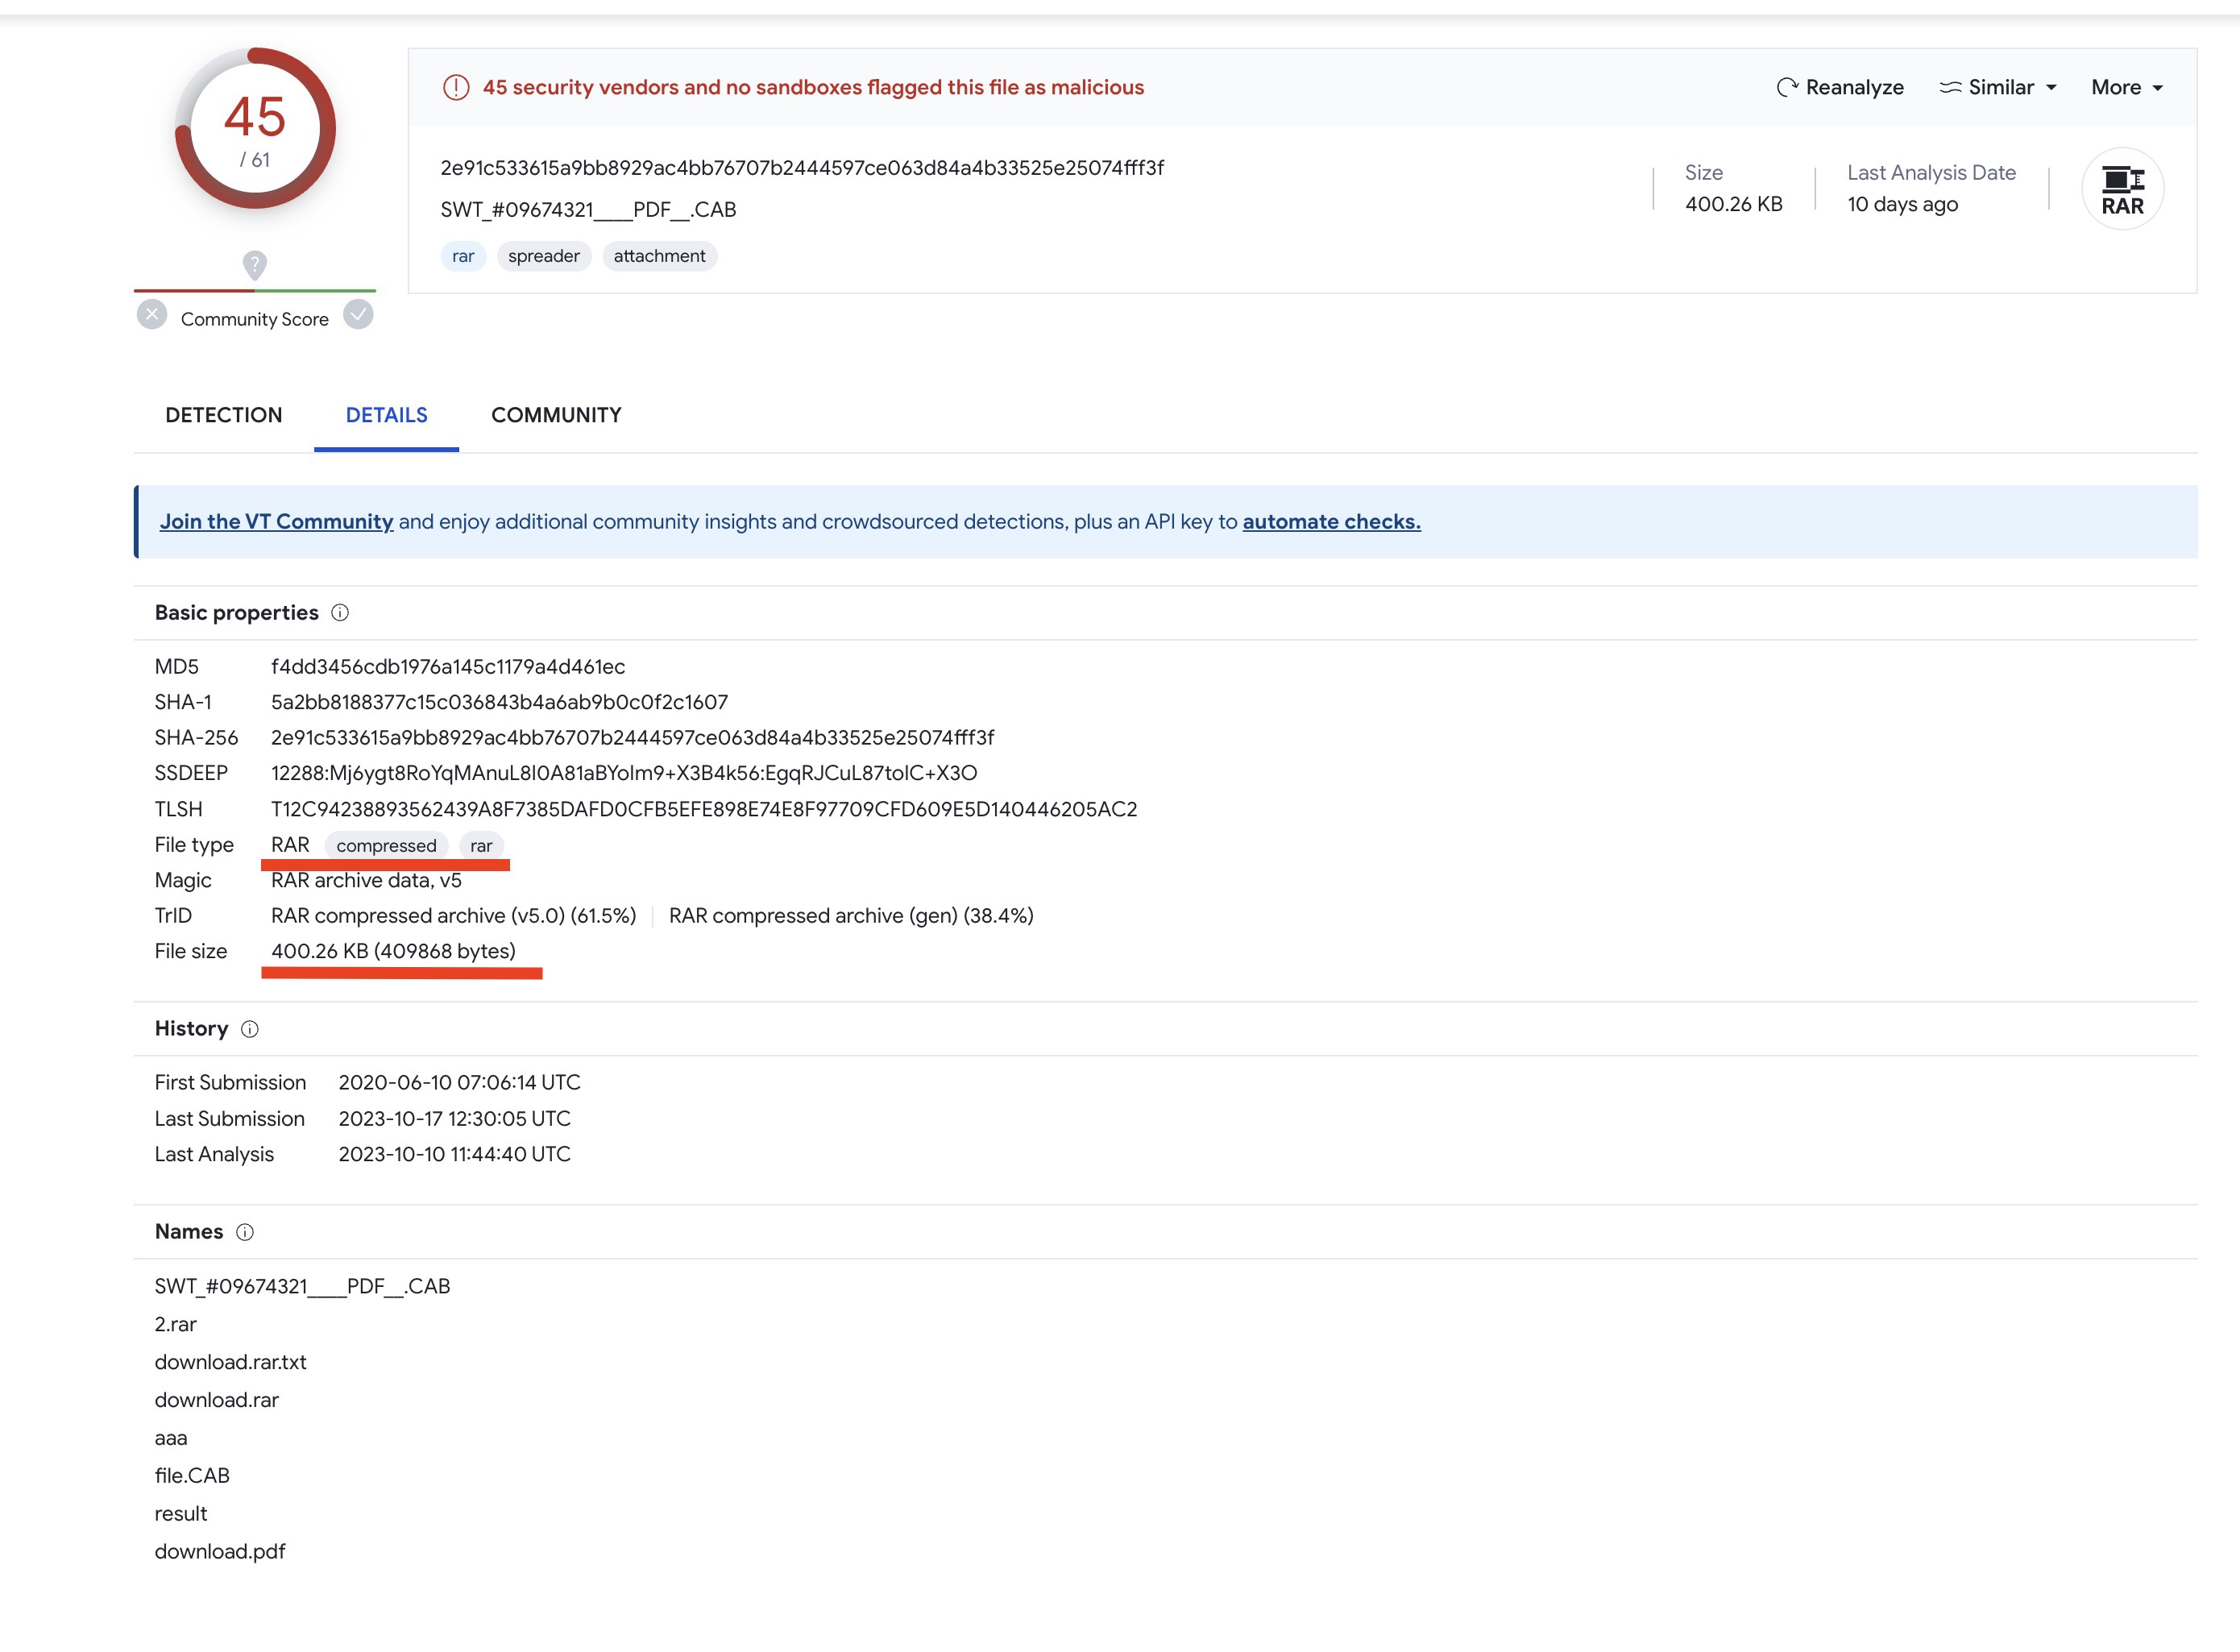 45
/ 61
Community Score
45 security vendors and no sandboxes flagged this file as malicious
Reanalyze
Similar
More
2e91c533615a9bb8929ac4bb76707b2444597ce063d84a4b33525e25074fff3f
SWT_#09674321____PDF__.CAB
rar spreader attachment
Size
400.26 KB
Last Analysis Date
10 days ago
RAR
DETECTION DETAILS COMMUNITY
Join the VT Community and enjoy additional community insights and crowdsourced detections, plus an API key to automate checks.
Basic properties
MD5 f4dd3456cdb1976a145c1179a4d461ec
SHA-1 5a2bb8188377c15c036843b4a6ab9b0c0f2c1607
SHA-256 2e91c533615a9bb8929ac4bb76707b2444597ce063d84a4b33525e25074fff3f
SSDEEP 12288:Mj6ygt8RoYqMAnuL8I0A81aBYoIm9+X3B4k56:EgqRJCuL87toIC+X3O
TLSH T12C94238893562439A8F7385DAFD0CFB5EFE898E74E8F97709CFD609E5D140446205AC2
File type RAR compressed rar
Magic RAR archive data, v5
TrID RAR compressed archive (v5.0) (61.5%) RAR compressed archive (gen) (38.4%)
File size 400.26 KB (409868 bytes)
History
First Submission 2020-06-10 07:06:14 UTC
Last Submission 2023-10-17 12:30:05 UTC
Last Analysis 2023-10-10 11:44:40 UTC
Names
SWT_#09674321____PDF__.CAB
2.rar
download.rar.txt
download.rar
aaa
file.CAB
result
download.pdf